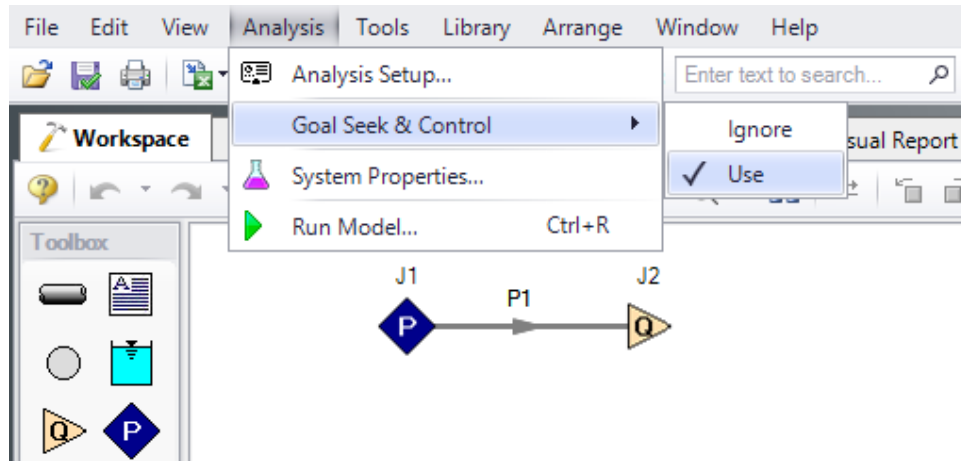 File Edit View Analysis Tools Library Arrange Window Help
Analysis Setup...
Enter text to search...
Goal Seek & Control
Ignore
Workspace
sual Report
System Properties...
Use
Run Model... Ctrl+R
Toolbox
J1
J2
P1
P
Q
A
Q
P